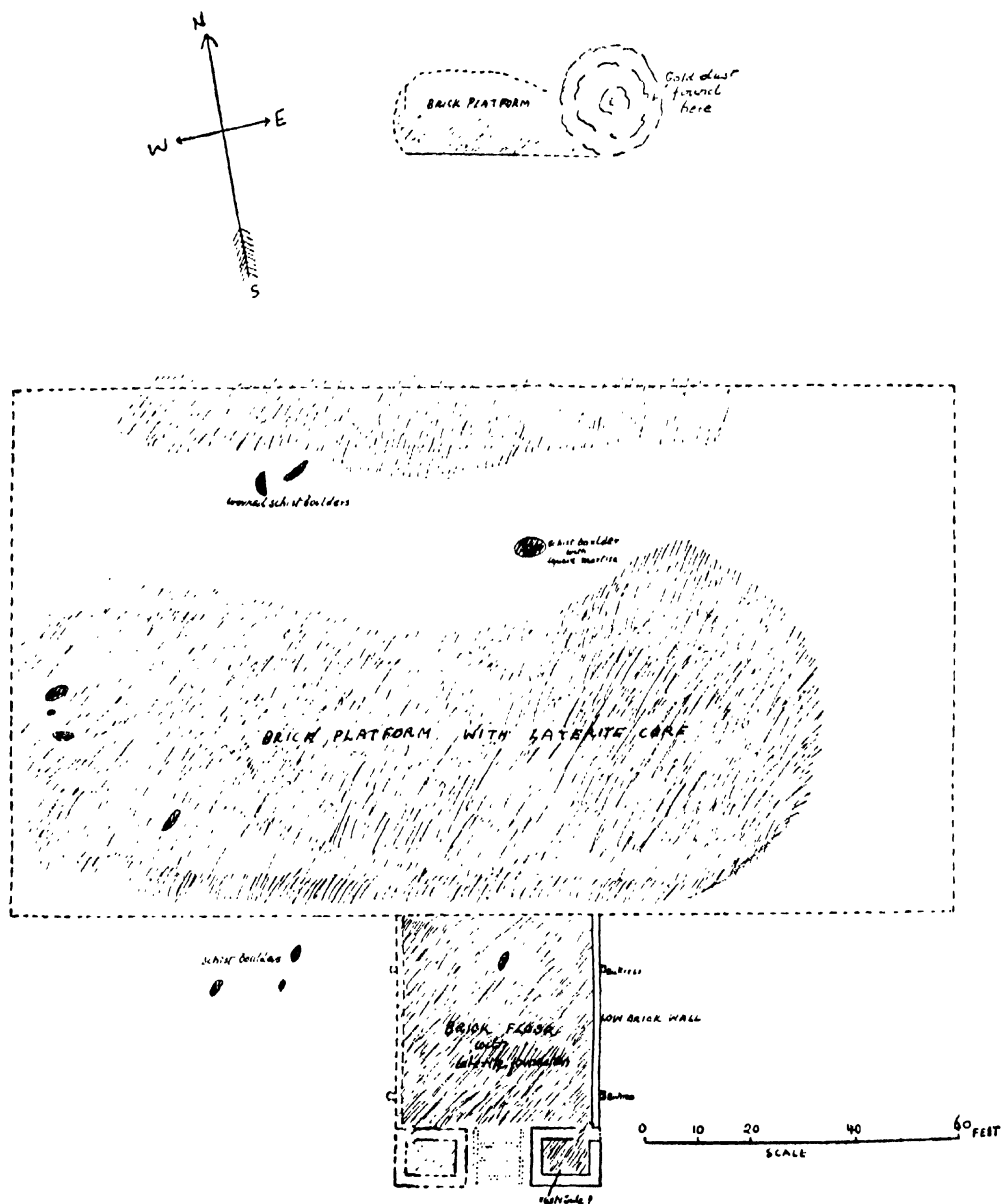 N
W
E
S
BRICK PLATFORM
Gold dust
found
here
schist boulders
schist boulder
with
square mortise
BRICK PLATFORM WITH LATERITE CORE
schist boulders
Buttress
LOW BRICK WALL
BRICK FLOOR
with
laterite foundation
Buttress
0 10 20 40 60 FEET
SCALE